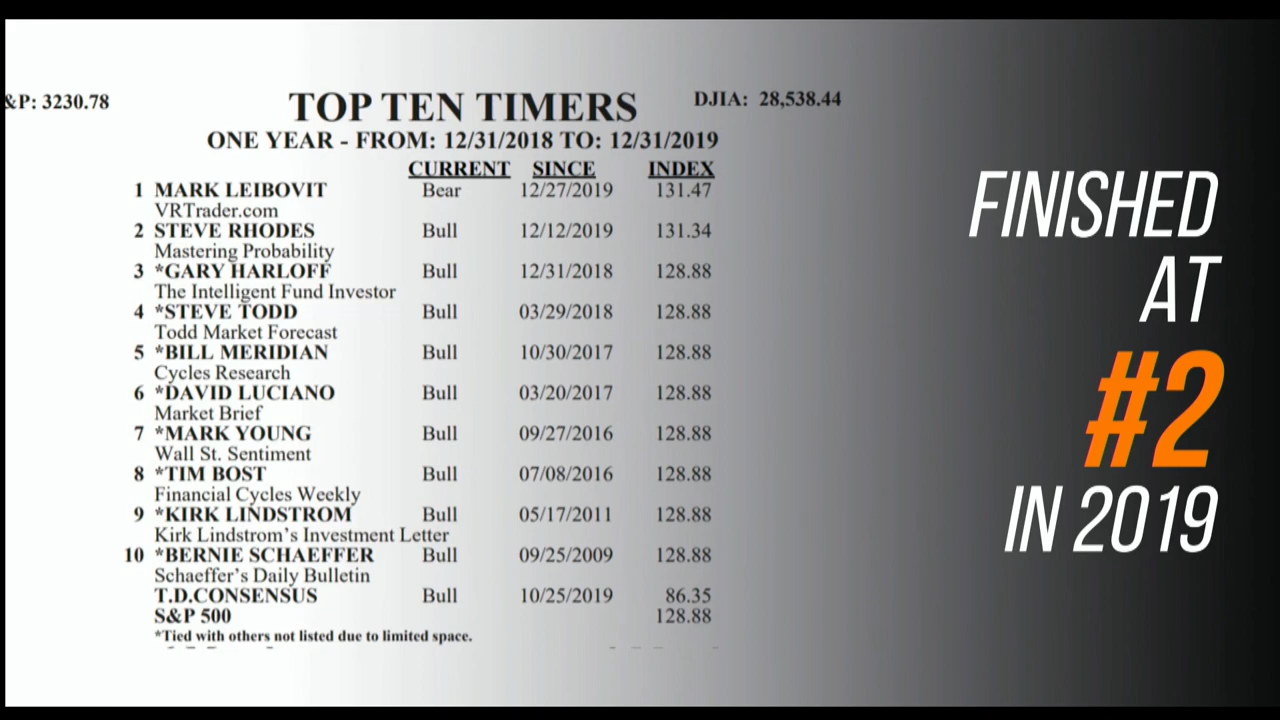 &P: 3230.78
TOP TEN TIMERS
DJIA: 28,538.44
ONE YEAR - FROM: 12/31/2018 TO: 12/31/2019
CURRENT SINCE INDEX
1 MARK LEIBOVIT Bear 12/27/2019 131.47
VRTrader.com
2 STEVE RHODES Bull 12/12/2019 131.34
Mastering Probability
3 *GARY HARLOFF Bull 12/31/2018 128.88
The Intelligent Fund Investor
4 *STEVE TODD Bull 03/29/2018 128.88
Todd Market Forecast
5 *BILL MERIDIAN Bull 10/30/2017 128.88
Cycles Research
6 *DAVID LUCIANO Bull 03/20/2017 128.88
Market Brief
7 *MARK YOUNG Bull 09/27/2016 128.88
Wall St. Sentiment
8 *TIM BOST Bull 07/08/2016 128.88
Financial Cycles Weekly
9 *KIRK LINDSTROM Bull 05/17/2011 128.88
Kirk Lindstrom's Investment Letter
10 *BERNIE SCHAEFFER Bull 09/25/2009 128.88
Schaeffer's Daily Bulletin
T.D.CONSENSUS Bull 10/25/2019 86.35
S&P 500 128.88
*Tied with others not listed due to limited space.
FINISHED
AT
#2
IN 2019